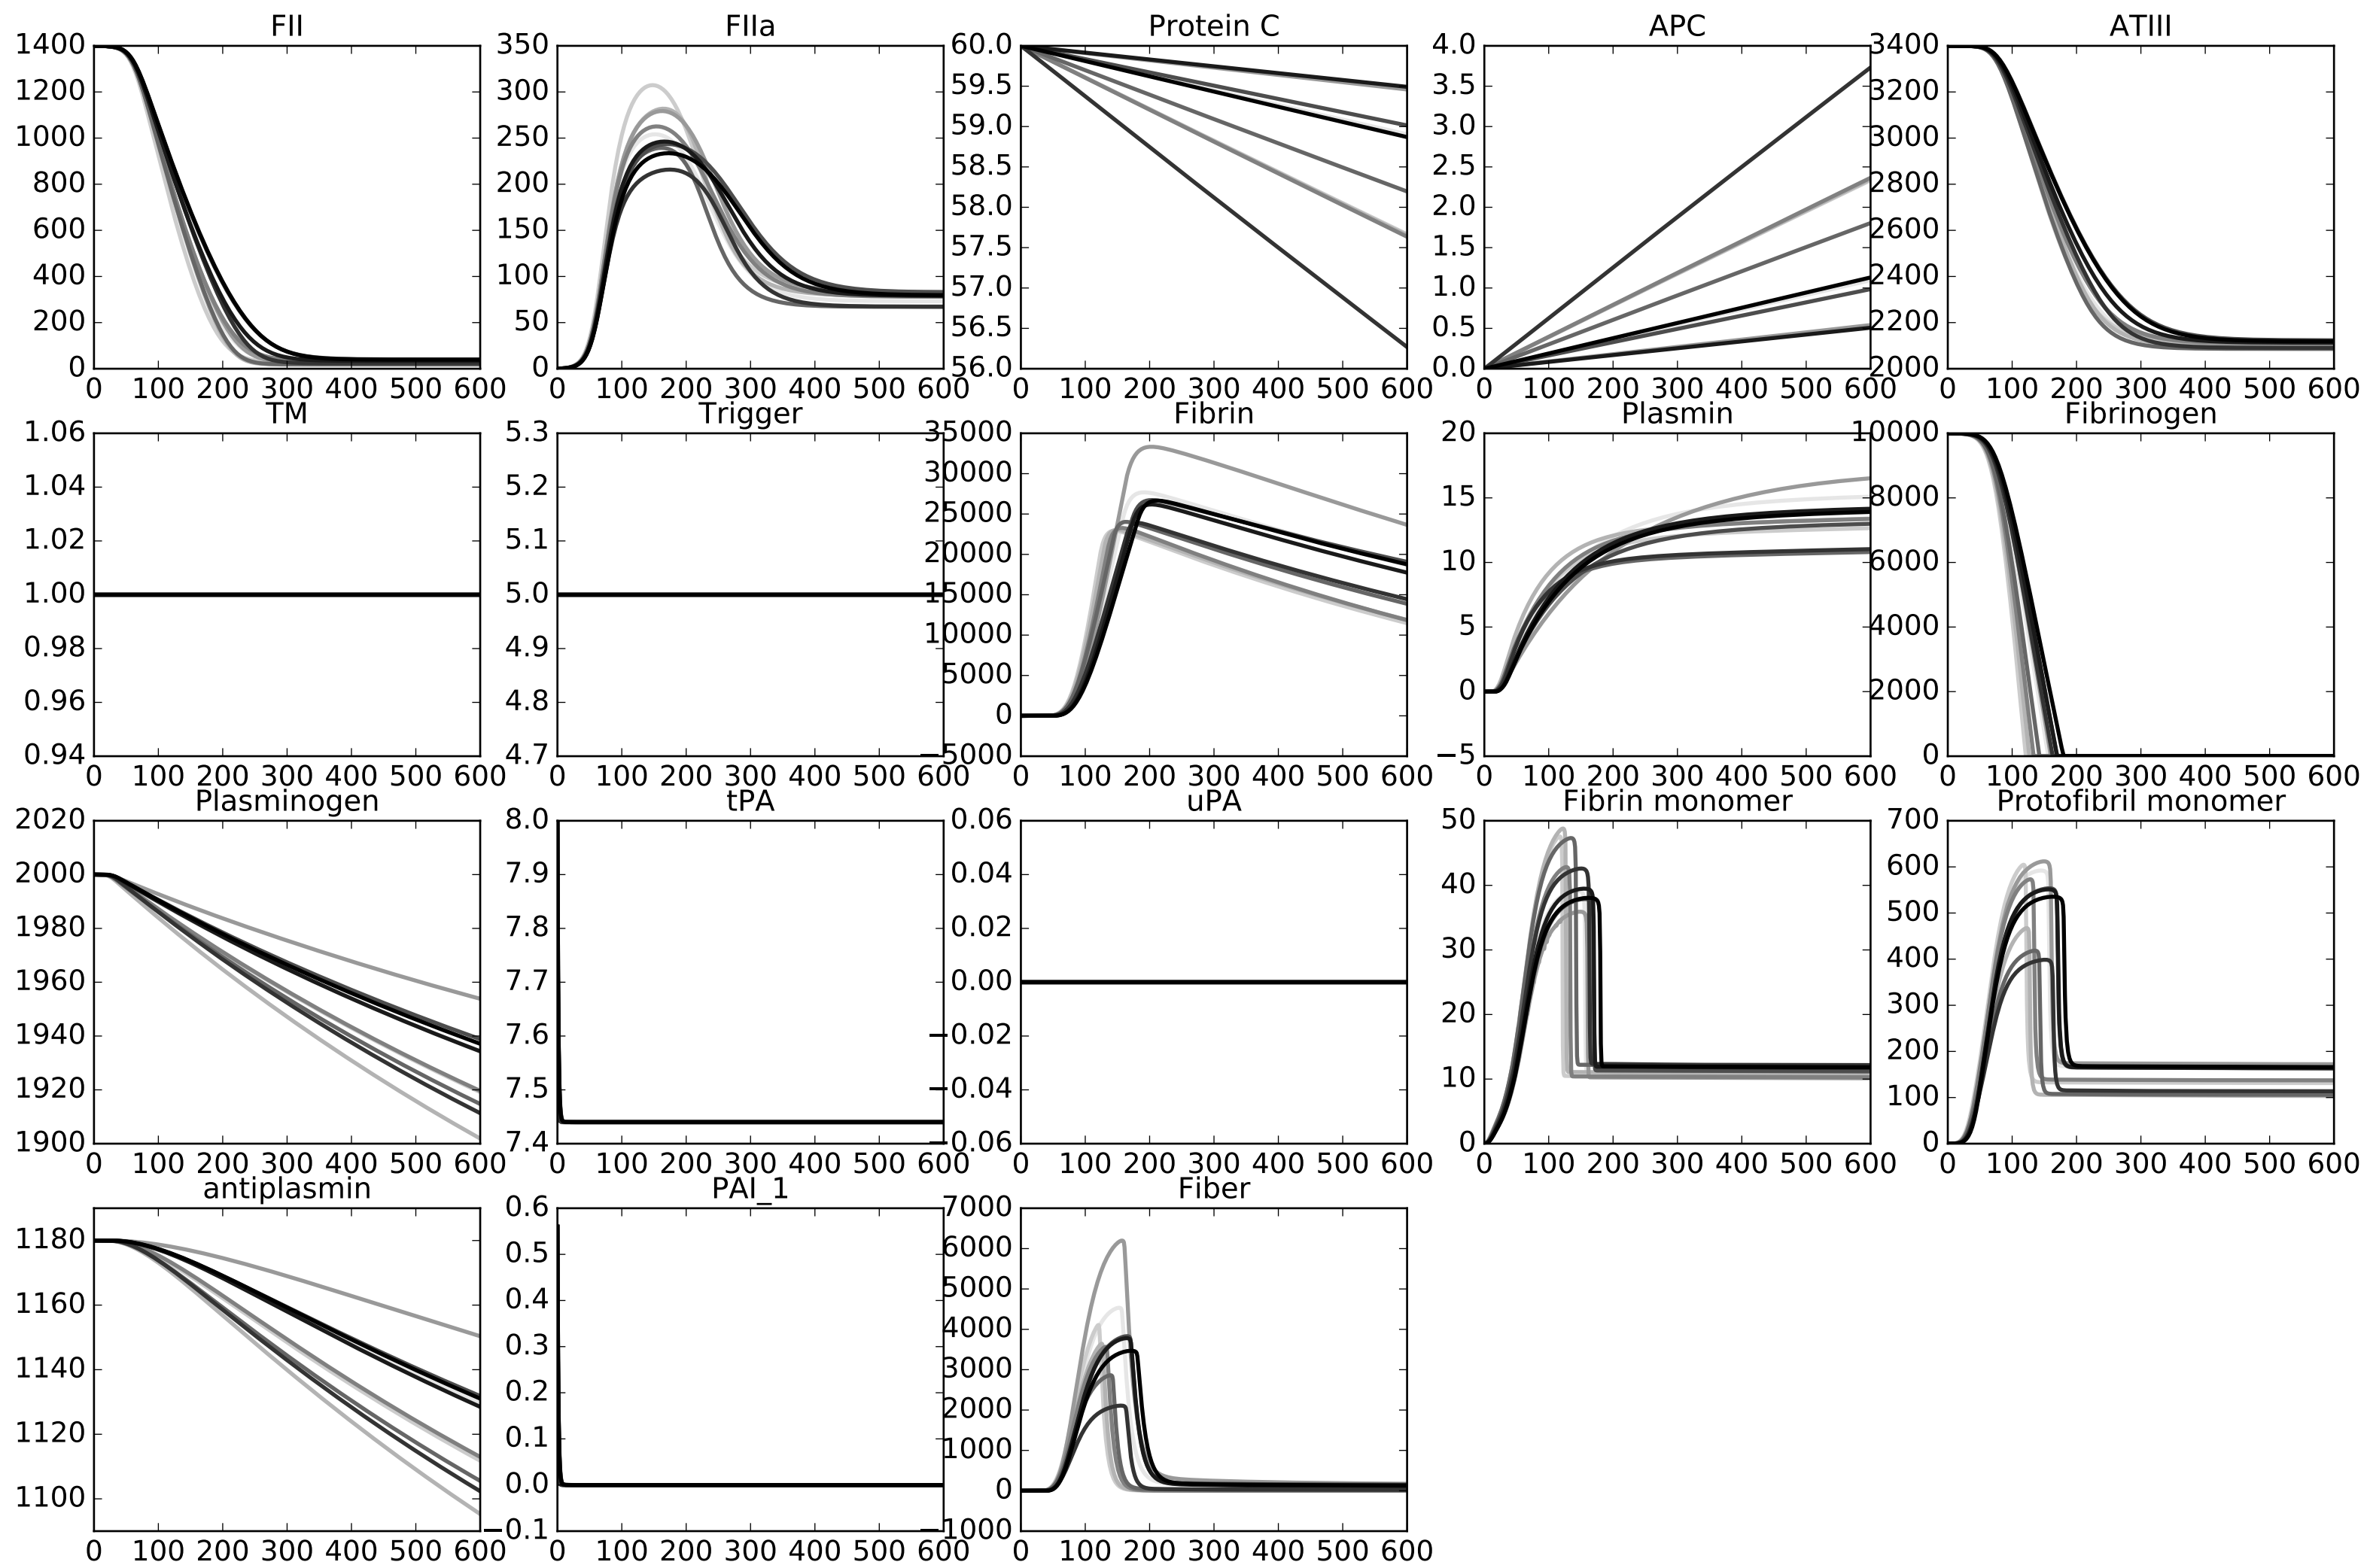 FII FIIa Protein C APC ATIII
1400 350 60.0 4.0 3400
1200 300 59.5 3.5 3200
1000 250 59.0 3.0 3000
800 200 58.5 2.5 2800
600 150 58.0 2.0 2600
400 100 57.5 1.5 2400
200 50 57.0 1.0 2200
0 0 56.5 0.5 2000
56.0 0.0
0 100 200 300 400 500 600 0 100 200 300 400 500 600 0 100 200 300 400 500 600 0 100 200 300 400 500 600 0 100 200 300 400 500 600
TM Trigger Fibrin Plasmin Fibrinogen
1.06 5.3 35000 20 10000
1.04 5.2 30000 15 8000
1.02 5.1 25000 10 6000
1.00 5.0 20000 5 4000
0.98 4.9 15000 0 2000
0.96 4.8 10000 −5 0
0.94 4.7 5000
0
−5000
0 100 200 300 400 500 600 0 100 200 300 400 500 600 0 100 200 300 400 500 600 0 100 200 300 400 500 600 0 100 200 300 400 500 600
Plasminogen tPA uPA Fibrin monomer Protofibril monomer
2020 8.0 0.06 50 700
2000 7.9 0.04 40 600
1980 7.8 0.02 30 500
1960 7.7 0.00 20 400
1940 7.6 −0.02 10 300
1920 7.5 −0.04 0 200
1900 7.4 −0.06 100
0
0 100 200 300 400 500 600 0 100 200 300 400 500 600 0 100 200 300 400 500 600 0 100 200 300 400 500 600 0 100 200 300 400 500 600
antiplasmin PAI_1 Fiber
1180 0.6 7000
1160 0.5 6000
1140 0.4 5000
1120 0.3 4000
1100 0.2 3000
0.1 2000
0.0 1000
−0.1 0
−1000
0 100 200 300 400 500 600 0 100 200 300 400 500 600 0 100 200 300 400 500 600